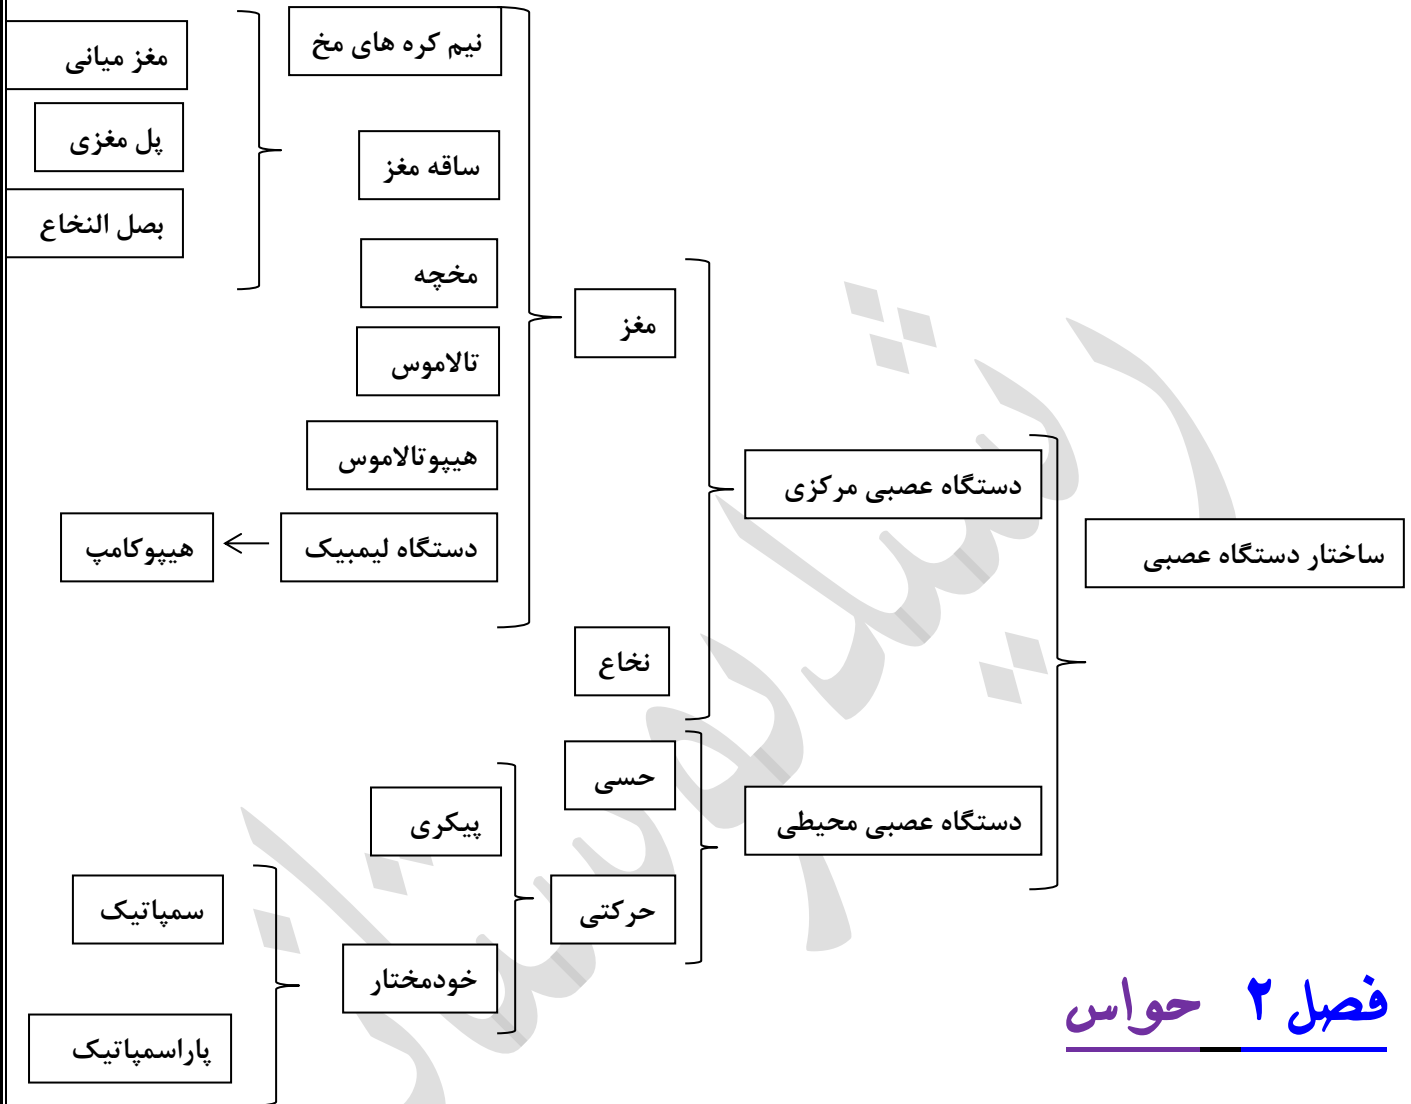 ساختار دستگاه عصبی
دستگاه عصبی مرکزی
مغز
نیم کره های مخ
ساقه مغز
مغز میانی
پل مغزی
بصل النخاع
مخچه
تالاموس
هیپوتالاموس
دستگاه لیمبیک
هیپوکامپ
نخاع
دستگاه عصبی محیطی
حسی
حرکتی
پیکری
خودمختار
سمپاتیک
پاراسمپاتیک
فصل ۲ حواس